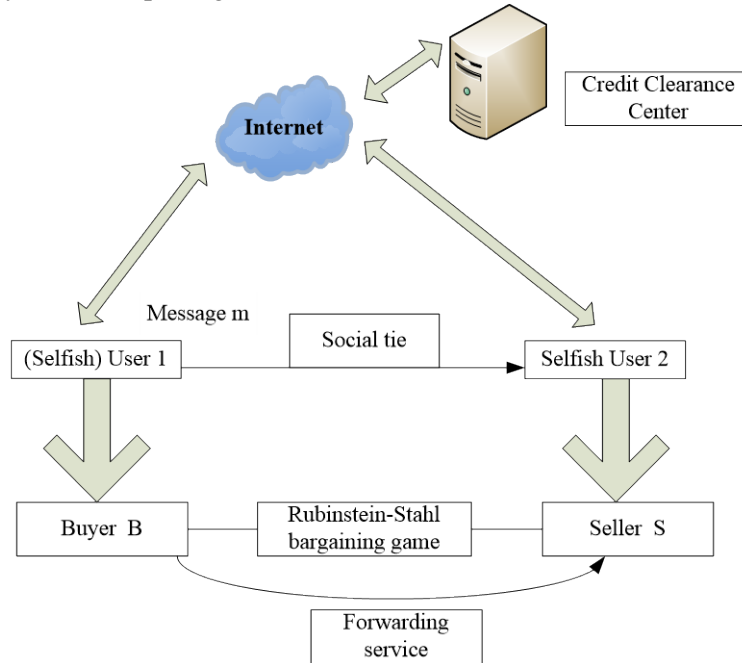 Credit Clearance
Center
Internet
Message m
Social tie
(Selfish) User 1
Selfish User 2
Buyer B
Rubinstein-Stahl
bargaining game
Seller S
Forwarding
service